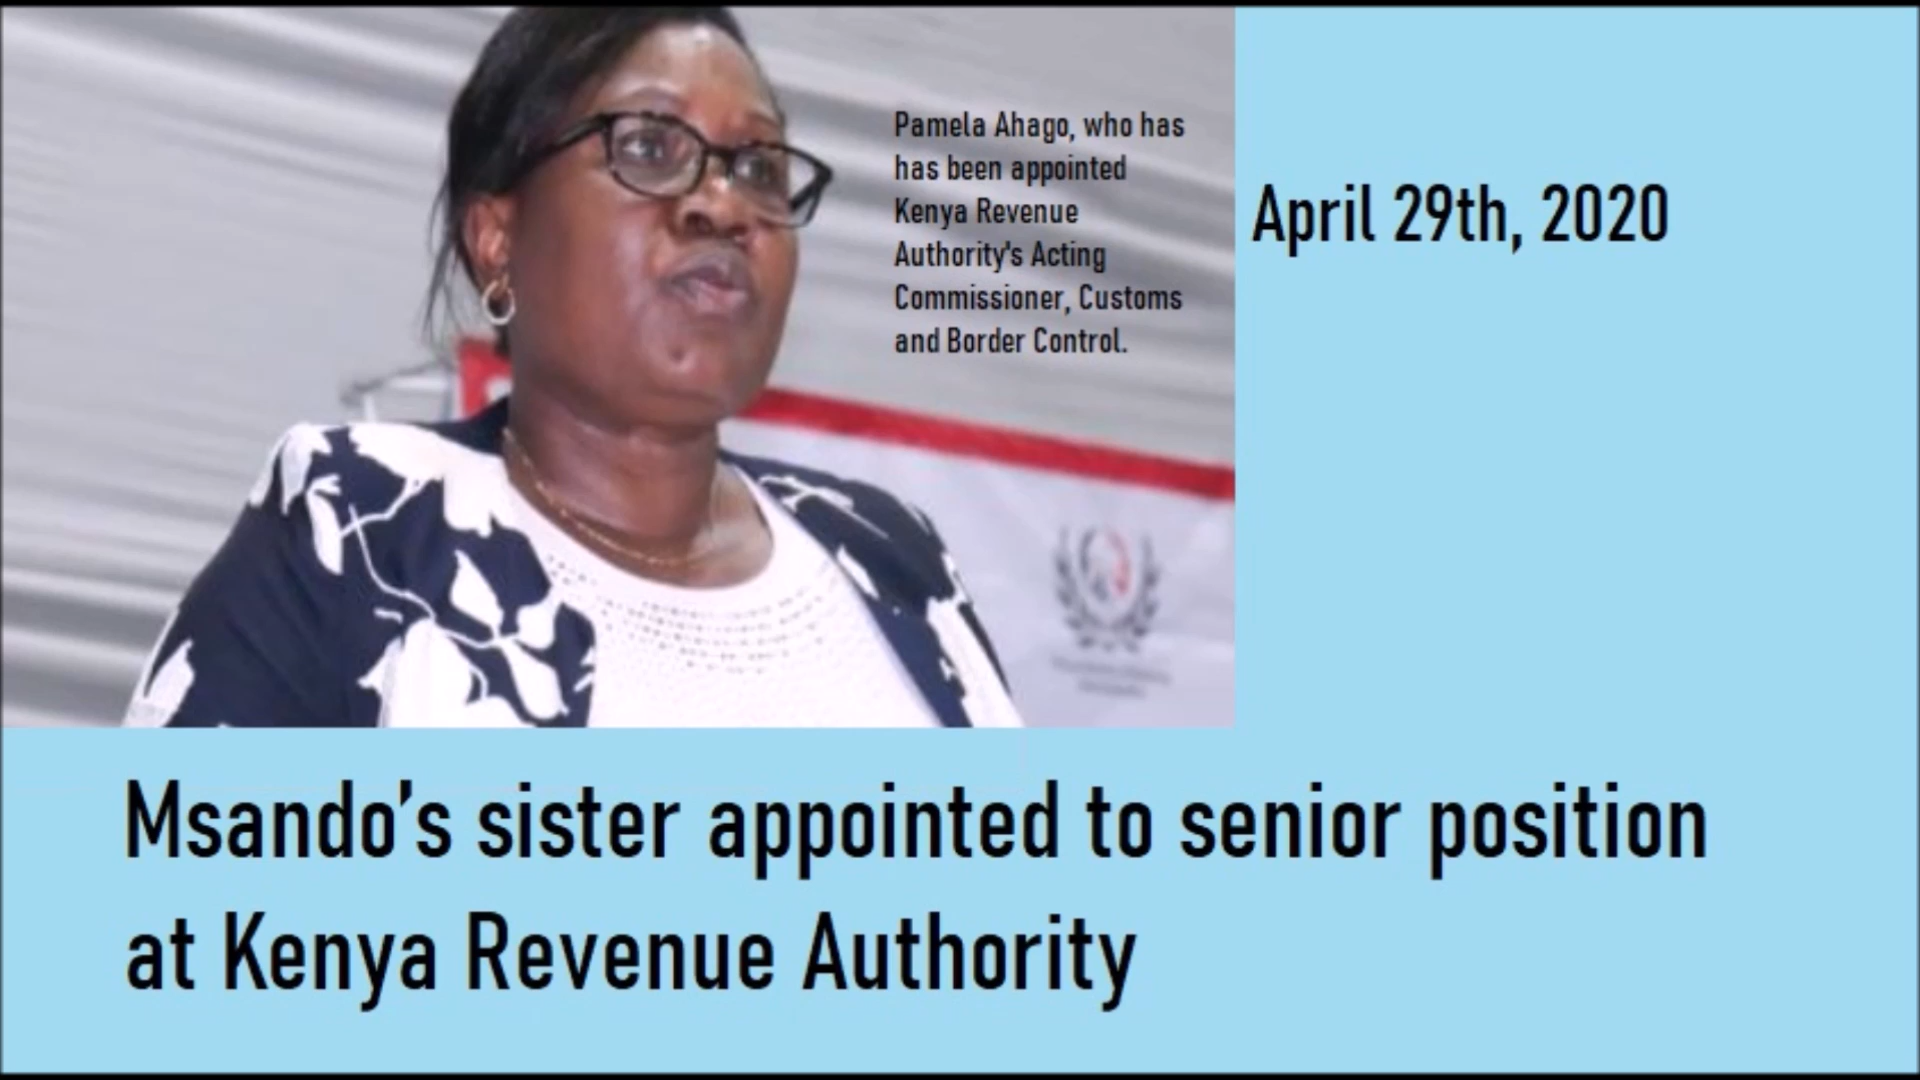 Pamela Ahago, who has
has been appointed
Kenya Revenue
Authority's Acting
Commissioner, Customs
and Border Control.
April 29th, 2020
Msando’s sister appointed to senior position
at Kenya Revenue Authority